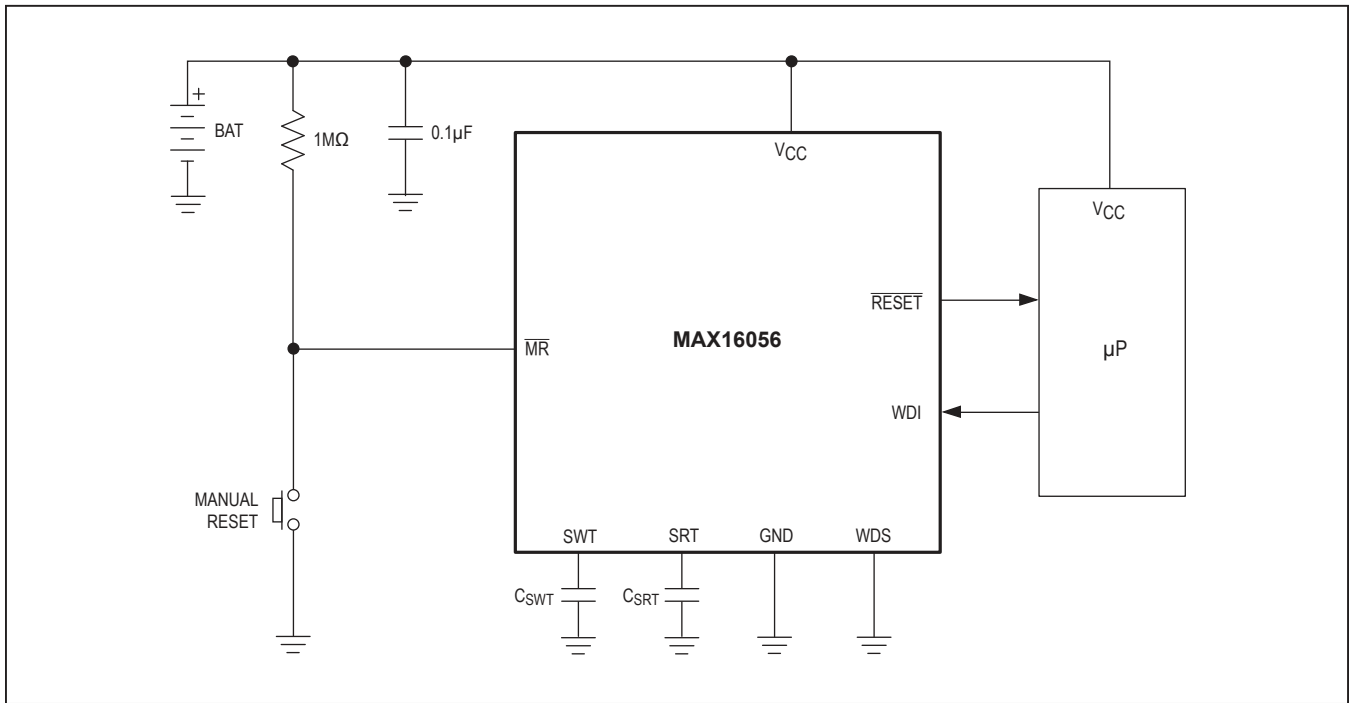 +
BAT
1MΩ
0.1µF
VCC
VCC
RESET
MAX16056
MR
µP
WDI
MANUAL
RESET
SWT
SRT
GND
WDS
CSWT
CSRT